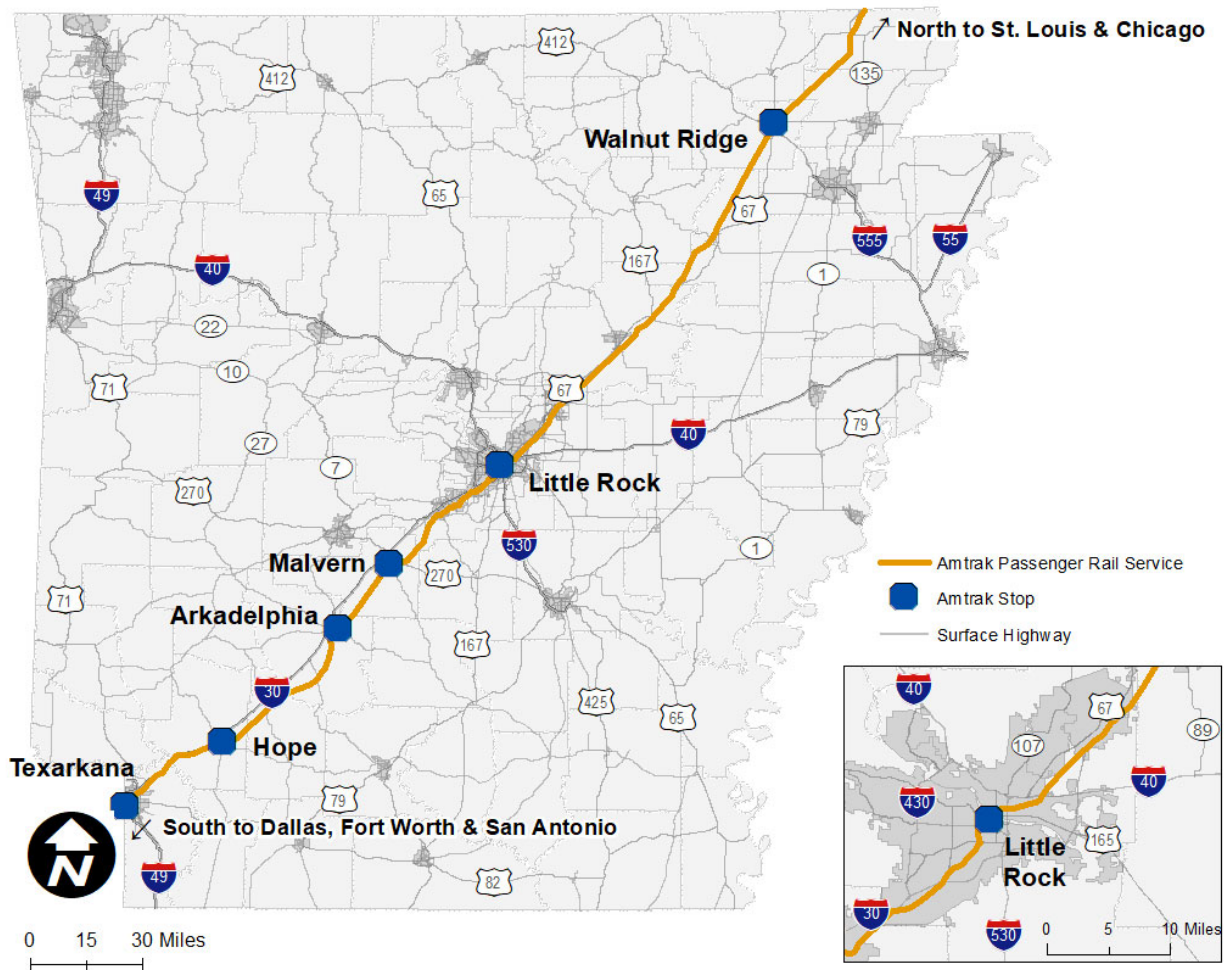 North to St. Louis & Chicago
412
412
135
Walnut Ridge
49
65
67
555
55
40
167
1
22
71
10
67
79
40
27
7
270
Little Rock
530
1
Malvern
270
Amtrak Passenger Rail Service
Amtrak Stop
Surface Highway
71
Arkadelphia
167
30
425
65
Hope
Texarkana
79
South to Dallas, Fort Worth & San Antonio
N
49
82
0 15 30 Miles
40
67
89
107
40
430
165
Little
Rock
30
530
0 5 10 Miles